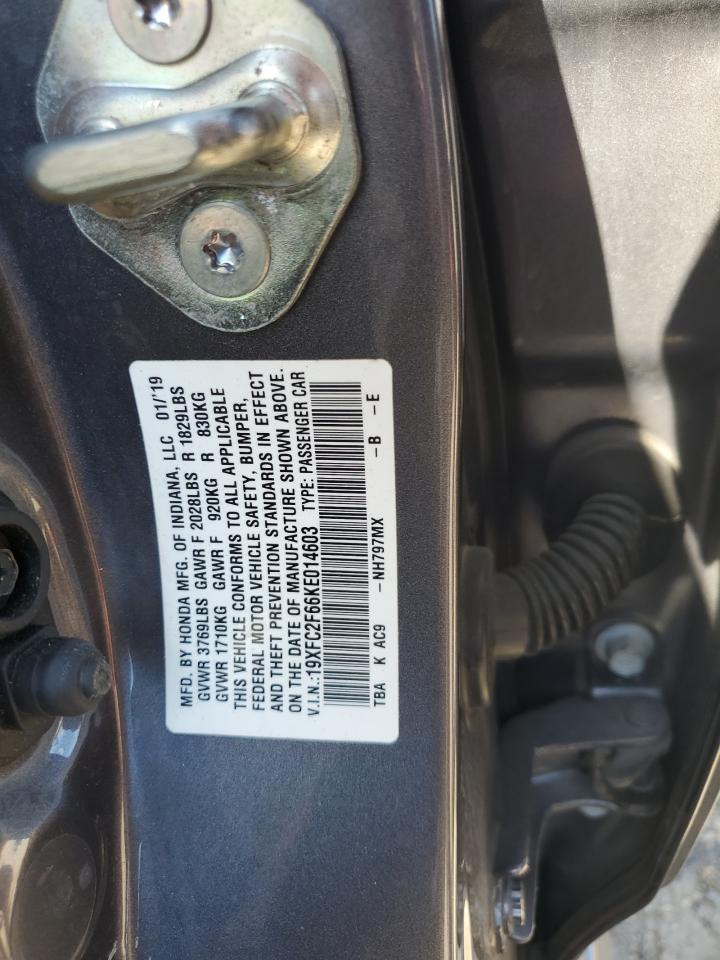 MFD. BY HONDA MFG. OF INDIANA, LLC 01/'19
GVWR 3769LBS GAWR F 2028LBS R 1829LBS
GVWR 1710KG GAWR F 920KG R 830KG
THIS VEHICLE CONFORMS TO ALL APPLICABLE
FEDERAL MOTOR VEHICLE SAFETY, BUMPER,
AND THEFT PREVENTION STANDARDS IN EFFECT
ON THE DATE OF MANUFACTURE SHOWN ABOVE.
V.I.N.:19XFC2F66KE014603 TYPE: PASSENGER CAR
TBA K AC9 –NH797MX –B –E